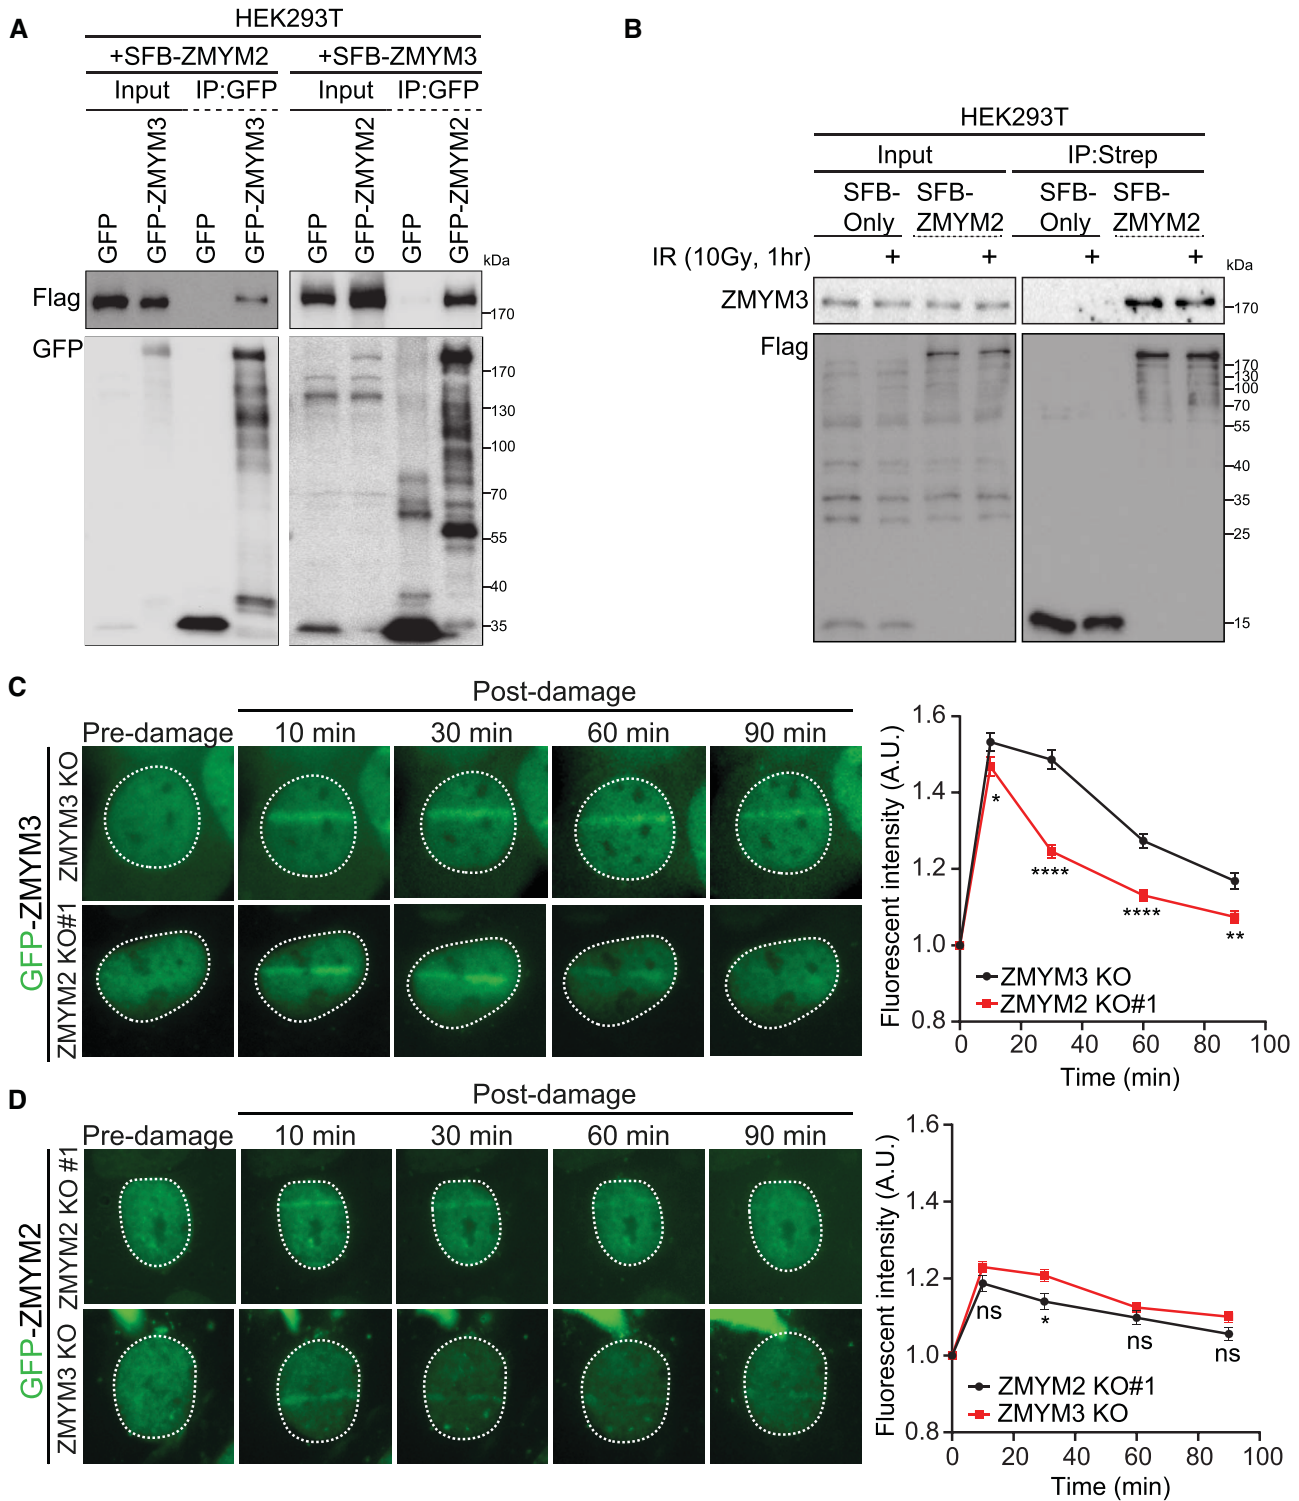 A
HEK293T
+SFB-ZMYM2 +SFB-ZMYM3
Input IP:GFP Input IP:GFP
GFP GFP-ZMYM3 GFP GFP-ZMYM3 GFP GFP-ZMYM2 GFP GFP-ZMYM2
kDa
Flag
170
GFP
170
130
100
70
55
40
35
B
HEK293T
Input IP:Strep
SFB-Only SFB-ZMYM2 SFB-Only SFB-ZMYM2
IR (10Gy, 1hr) + + + +
kDa
ZMYM3
170
Flag
170
130
100
70
55
40
35
25
15
C
Post-damage
Pre-damage 10 min 30 min 60 min 90 min
GFP-ZMYM3
ZMYM3 KO
ZMYM2 KO#1
Fluorescent intensity (A.U.)
1.6
1.4
1.2
1.0
0.8
*
****
****
**
ZMYM3 KO
ZMYM2 KO#1
0 20 40 60 80 100
Time (min)
D
Post-damage
Pre-damage 10 min 30 min 60 min 90 min
GFP-ZMYM2
ZMYM2 KO #1
ZMYM3 KO
Fluorescent intensity (A.U.)
1.6
1.4
1.2
1.0
0.8
ns
*
ns
ns
ZMYM2 KO#1
ZMYM3 KO
0 20 40 60 80 100
Time (min)